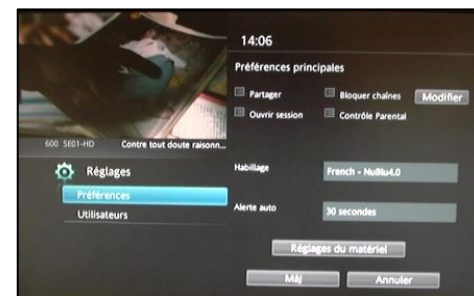 14:06
Préférences principales
Partager
Bloquer chaînes
Modifier
Ouvrir session
Contrôle Parental
600 SE01-HD Contre tout doute raisonn...
Réglages
Préférences
Utilisateurs
Habillage
French - NuBlu4.0
Alerte auto
30 secondes
Réglages du matériel
Màj
Annuler